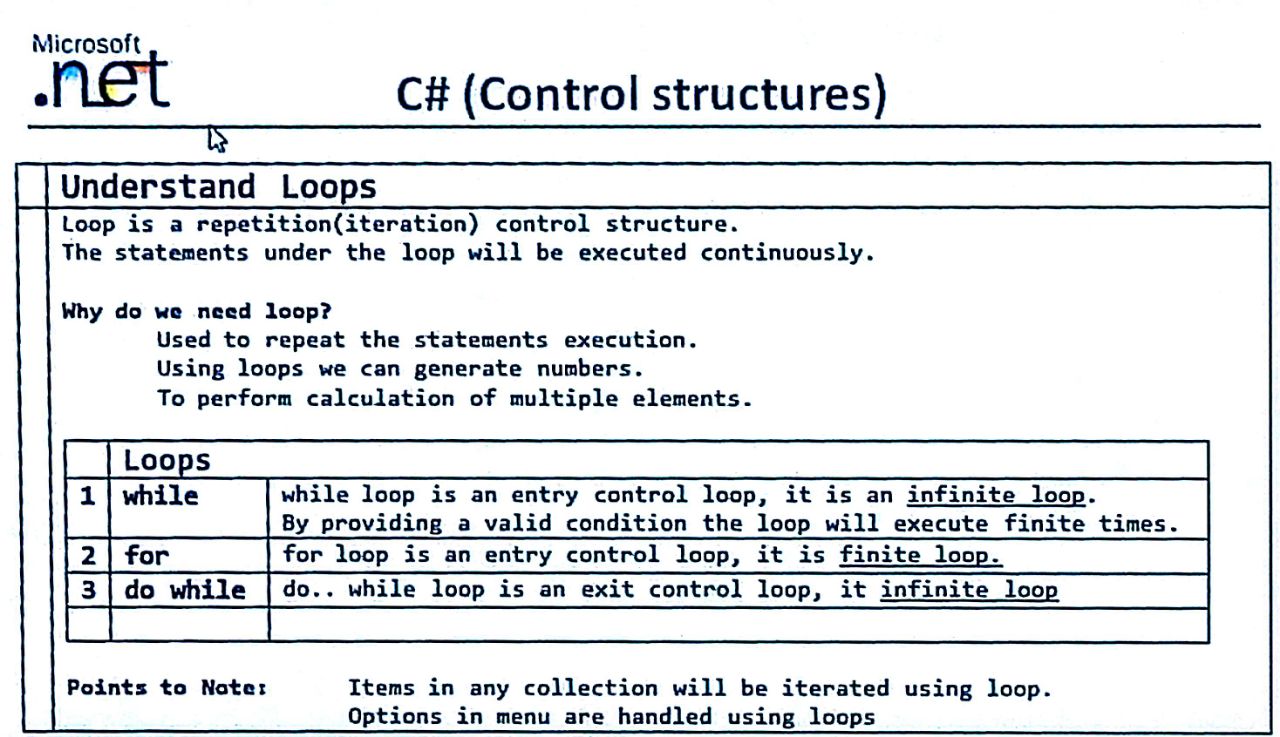 Microsoft
.net
C# (Control structures)
Understand Loops
Loop is a repetition(iteration) control structure.
The statements under the loop will be executed continuously.
Why do we need loop?
Used to repeat the statements execution.
Using loops we can generate numbers.
To perform calculation of multiple elements.
Loops
1 while while loop is an entry control loop, it is an infinite loop.
By providing a valid condition the loop will execute finite times.
2 for for loop is an entry control loop, it is finite loop.
3 do while do.. while loop is an exit control loop, it infinite loop
Points to Note: Items in any collection will be iterated using loop.
Options in menu are handled using loops